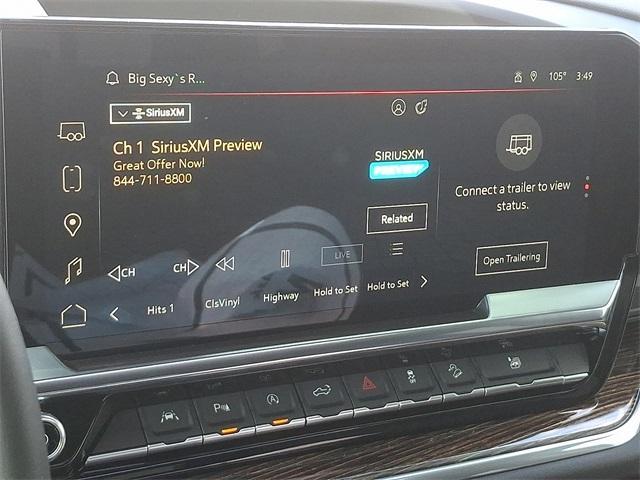 Big Sexy`s R...
105° 3:49
SiriusXM
Ch 1 SiriusXM Preview
Great Offer Now!
844-711-8800
SIRIUSXM
PREVIEW
Connect a trailer to view
status.
Related
Open Trailering
CH
CH
LIVE
Hits 1
ClsVinyl
Highway
Hold to Set
Hold to Set
P
A
OFF